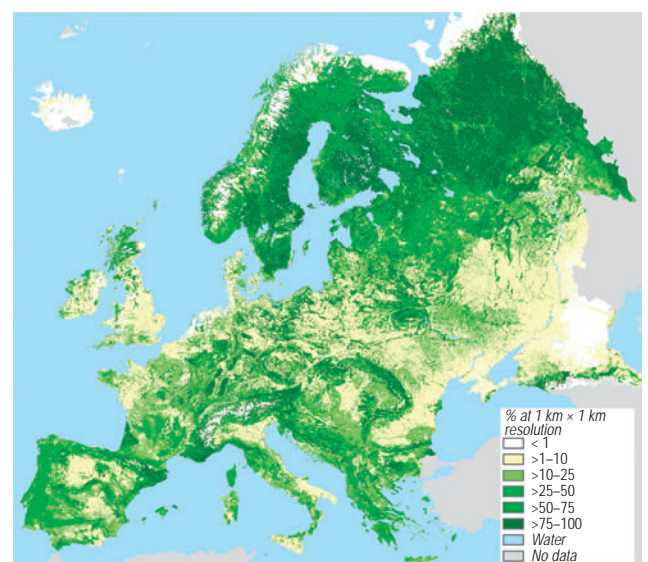 % at 1 km × 1 km
resolution
< 1
>1–10
>10–25
>25–50
>50–75
>75–100
Water
No data